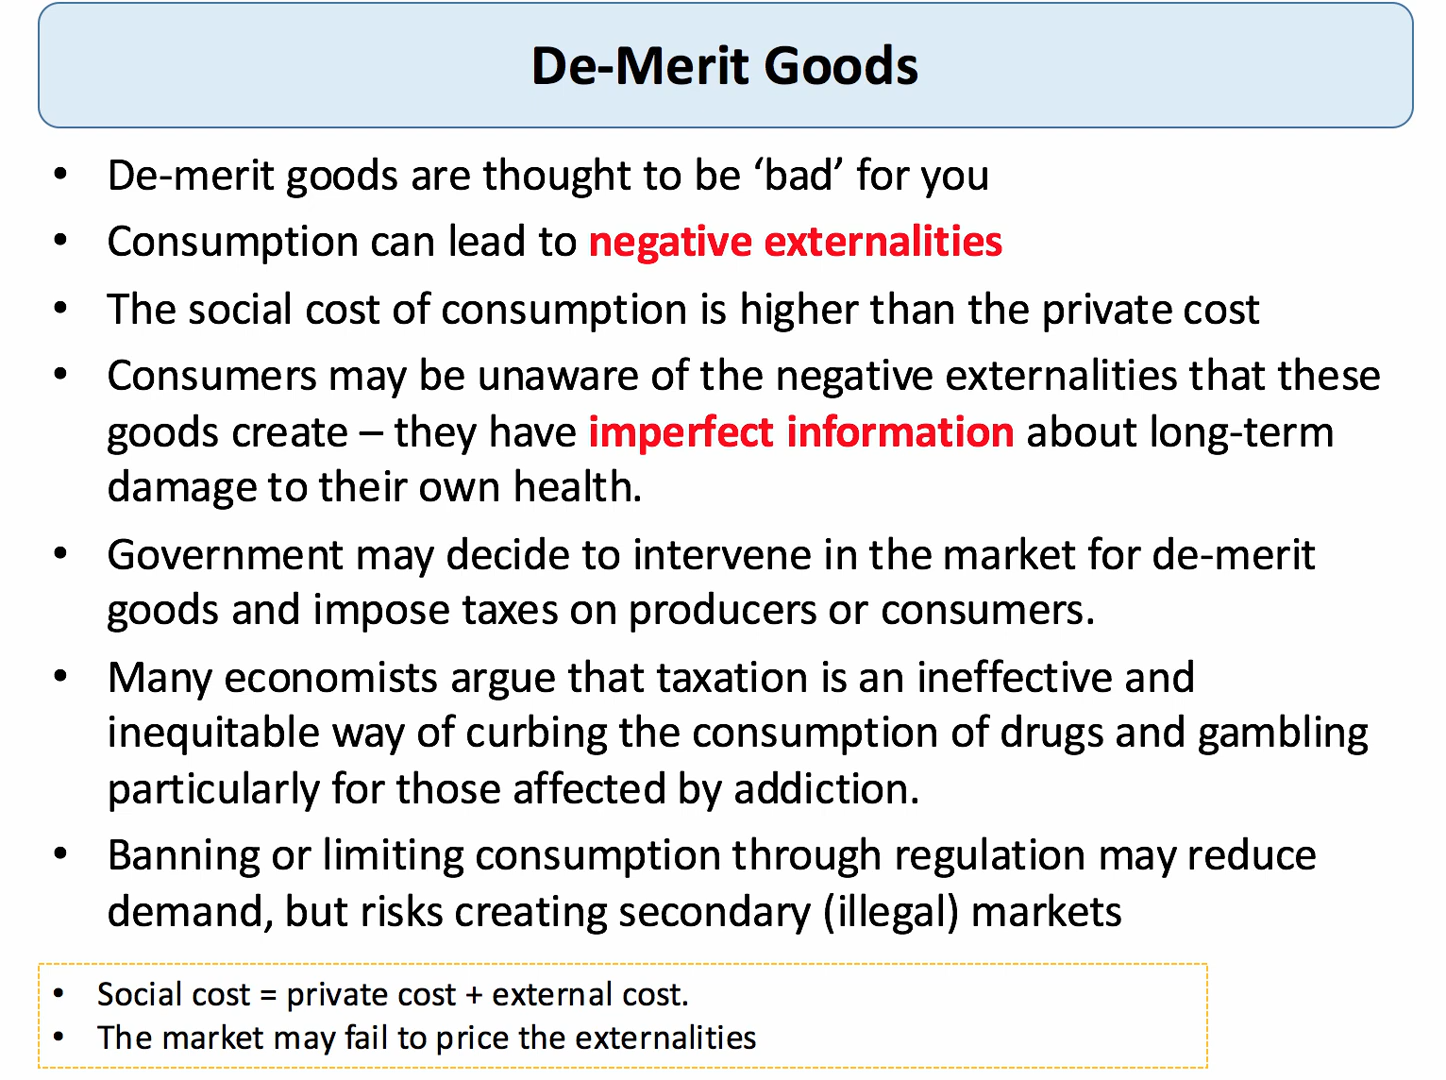 De-Merit Goods
• De-merit goods are thought to be ‘bad’ for you
• Consumption can lead to negative externalities
• The social cost of consumption is higher than the private cost
• Consumers may be unaware of the negative externalities that these
goods create – they have imperfect information about long-term
damage to their own health.
• Government may decide to intervene in the market for de-merit
goods and impose taxes on producers or consumers.
• Many economists argue that taxation is an ineffective and
inequitable way of curbing the consumption of drugs and gambling
particularly for those affected by addiction.
• Banning or limiting consumption through regulation may reduce
demand, but risks creating secondary (illegal) markets
• Social cost = private cost + external cost.
• The market may fail to price the externalities